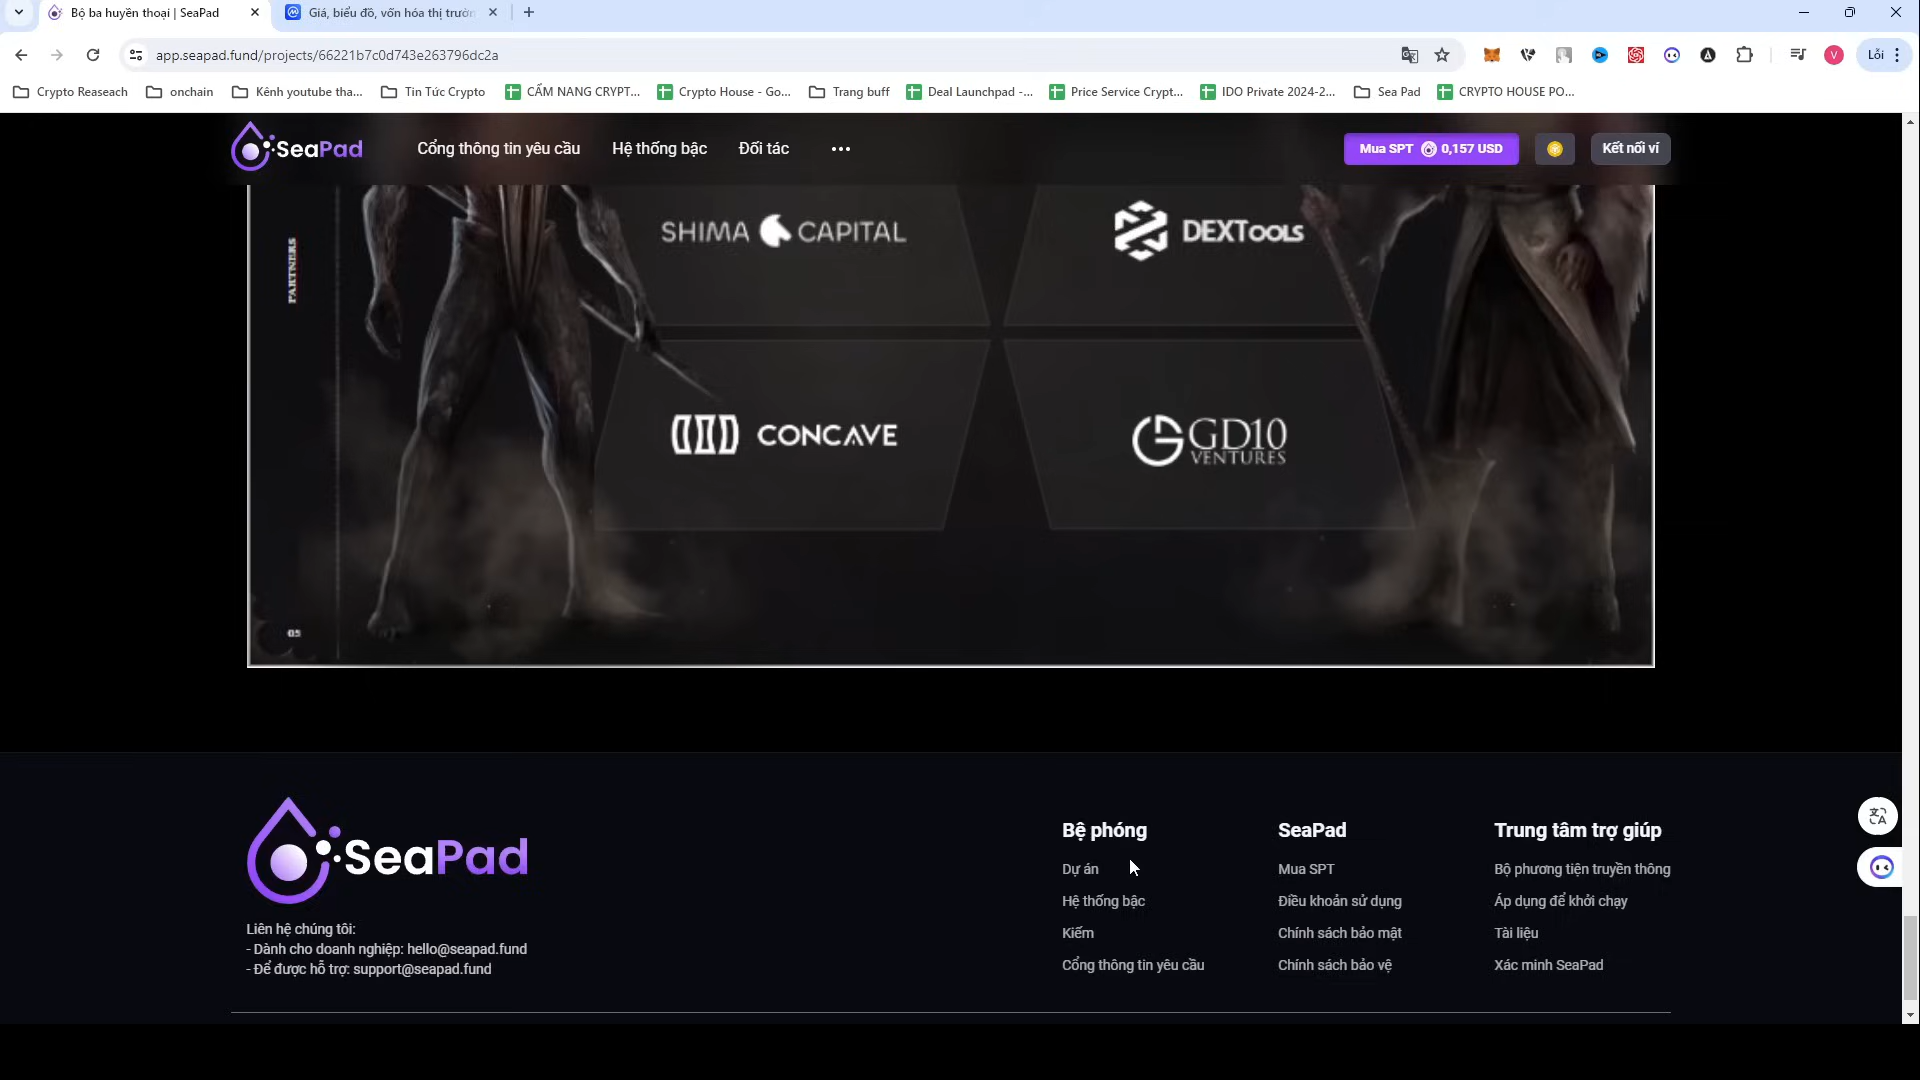 Bộ ba huyền thoại | SeaPad
Giá, biểu đồ, vốn hóa thị trườn
app.seapad.fund/projects/66221b7c0d743e263796dc2a
Lỗi
Crypto Reaseach
onchain
Kênh youtube tha...
Tin Tức Crypto
CẨM NANG CRYPT...
Crypto House - Go...
Trang buff
Deal Launchpad -...
Price Service Crypt...
IDO Private 2024-2...
Sea Pad
CRYPTO HOUSE PO...
SeaPad
Cổng thông tin yêu cầu
Hệ thống bậc
Đối tác
Mua SPT 0,157 USD
Kết nối ví
PARTNERS
SHIMA CAPITAL
DEXTools
CONCAVE
GD10
VENTURES
05
SeaPad
Liên hệ chúng tôi:
- Dành cho doanh nghiệp: hello@seapad.fund
- Để được hỗ trợ: support@seapad.fund
Bệ phóng
Dự án
Hệ thống bậc
Kiếm
Cổng thông tin yêu cầu
SeaPad
Mua SPT
Điều khoản sử dụng
Chính sách bảo mật
Chính sách bảo vệ
Trung tâm trợ giúp
Bộ phương tiện truyền thông
Áp dụng để khởi chạy
Tài liệu
Xác minh SeaPad